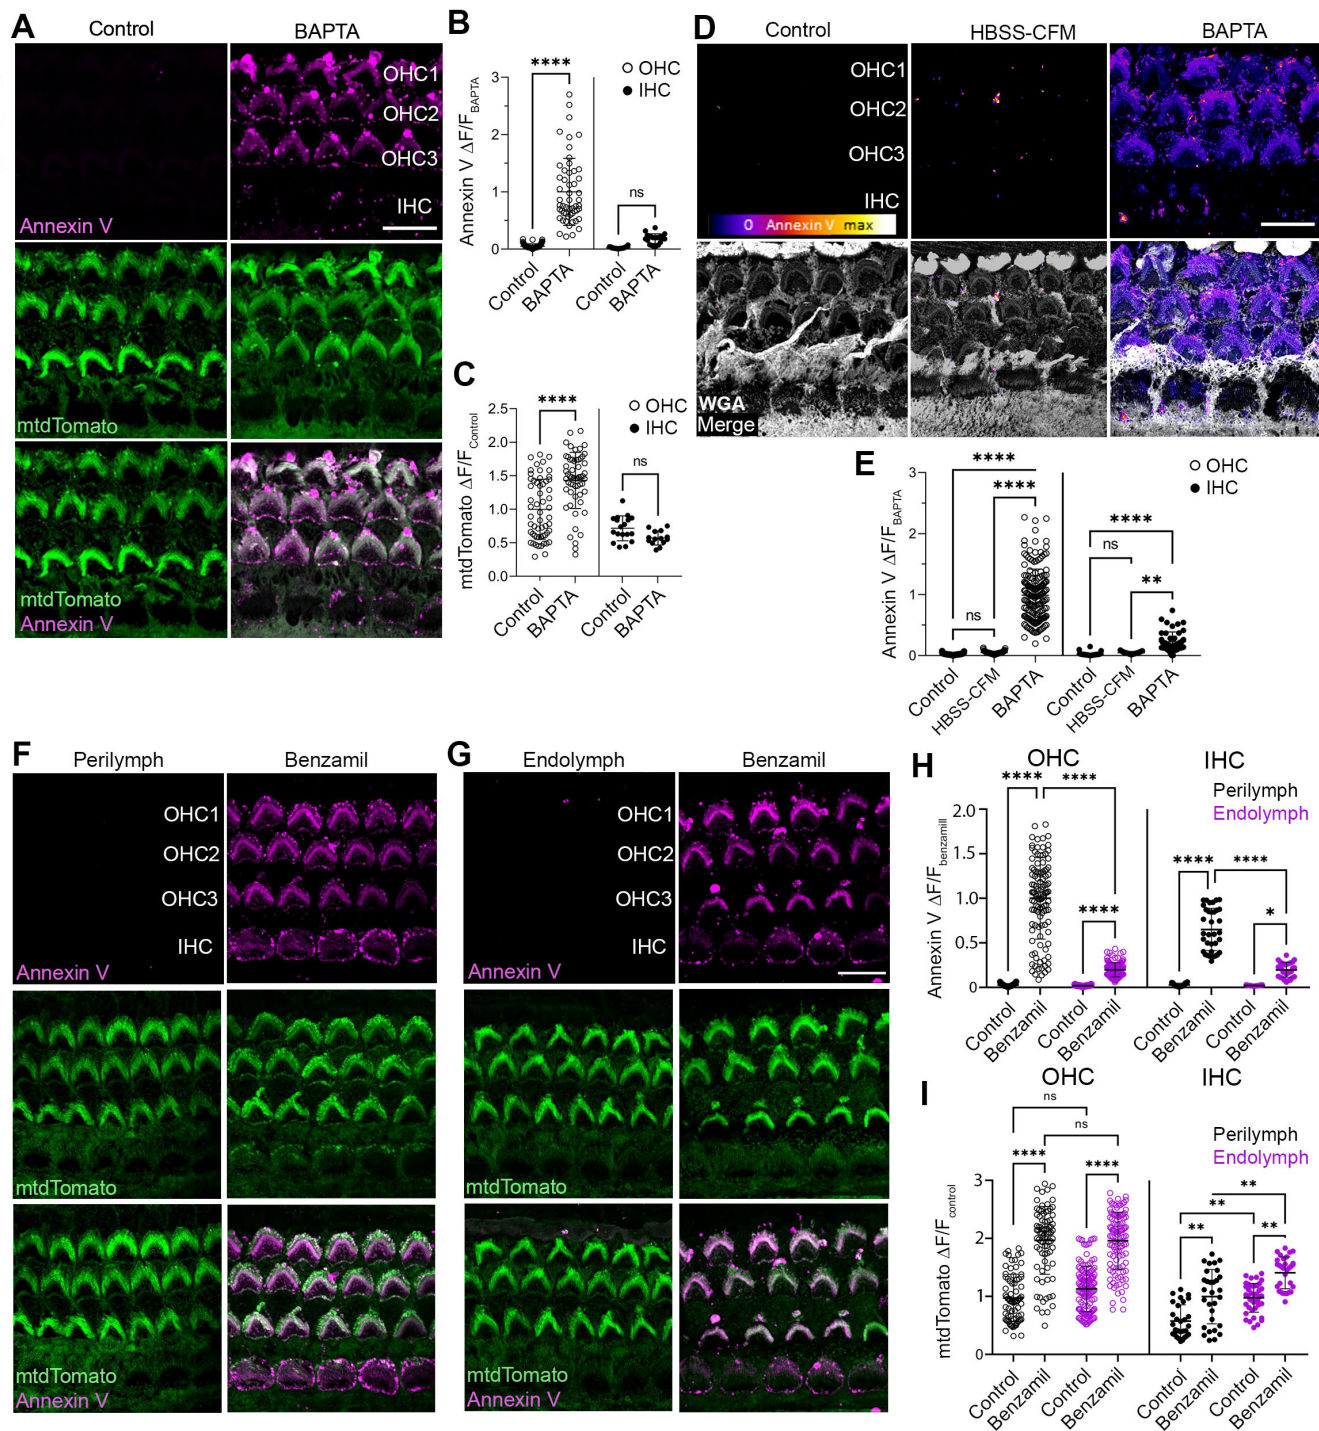 A
Control
BAPTA
OHC1
OHC2
OHC3
IHC
Annexin V
mtdTomato
mtdTomato
Annexin V
B
****
ns
OHC
IHC
Annexin V ΔF/F BAPTA
3
2
1
0
Control
BAPTA
Control
BAPTA
C
****
ns
OHC
IHC
mtdTomato ΔF/F Control
2.5
2.0
1.5
1.0
0.5
0.0
Control
BAPTA
Control
BAPTA
D
Control
HBSS-CFM
BAPTA
OHC1
OHC2
OHC3
IHC
0 Annexin V max
WGA
Merge
E
****
****
ns
****
ns
**
OHC
IHC
Annexin V ΔF/F BAPTA
3
2
1
0
Control
HBSS-CFM
BAPTA
Control
HBSS-CFM
BAPTA
F
Perilymph
Benzamil
OHC1
OHC2
OHC3
IHC
Annexin V
mtdTomato
mtdTomato
Annexin V
G
Endolymph
Benzamil
OHC1
OHC2
OHC3
IHC
Annexin V
mtdTomato
mtdTomato
Annexin V
H
OHC
IHC
Perilymph
Endolymph
****
****
****
****
****
*
Annexin V ΔF/F benzamill
2.0
1.5
1.0
0.5
0
Control
Benzamil
Control
Benzamil
Control
Benzamil
Control
Benzamil
I
OHC
IHC
Perilymph
Endolymph
ns
ns
****
****
**
**
**
**
mtdTomato ΔF/F control
3
2
1
0
Control
Benzamil
Control
Benzamil
Control
Benzamil
Control
Benzamil